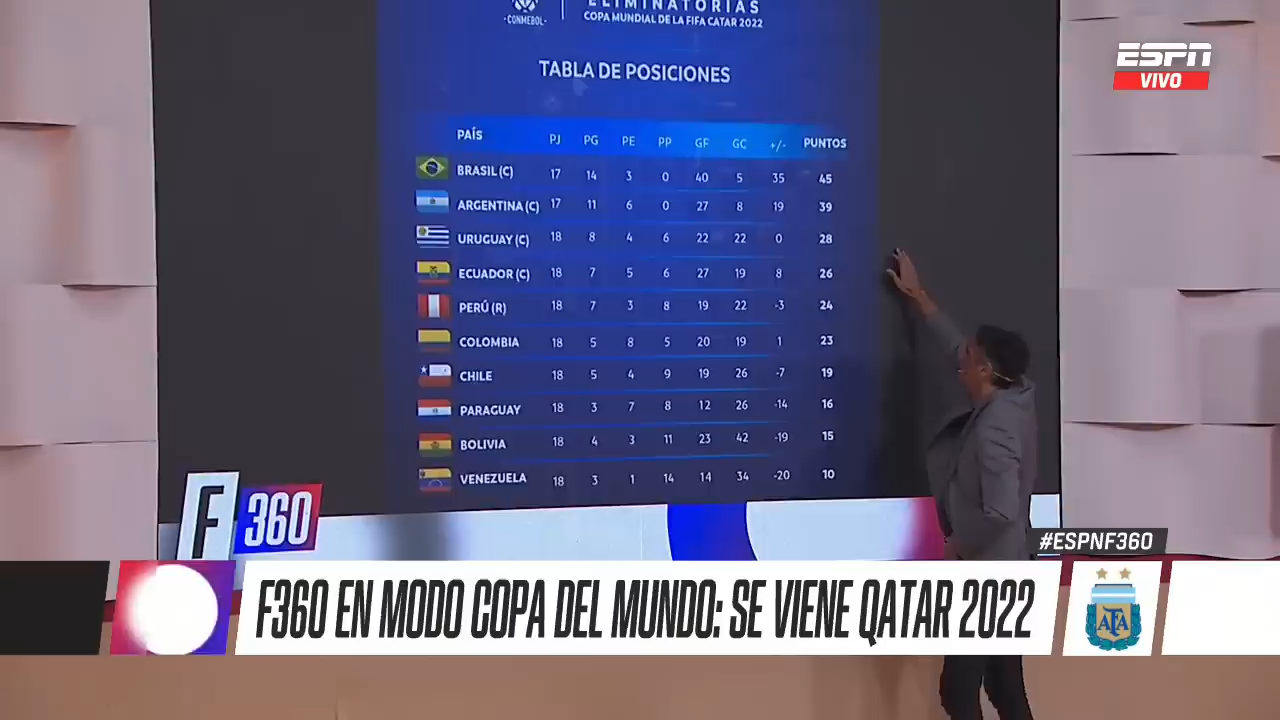 ELIMINATORIAS
CONMEBOL
COPA MUNDIAL DE LA FIFA CATAR 2022
ESPN
VIVO
TABLA DE POSICIONES
PAÍS PJ PG PE PP GF GC +/- PUNTOS
BRASIL (C) 17 14 3 0 40 5 35 45
ARGENTINA (C) 17 11 6 0 27 8 19 39
URUGUAY (C) 18 8 4 6 22 22 0 28
ECUADOR (C) 18 7 5 6 27 19 8 26
PERÚ (R) 18 7 3 8 19 22 -3 24
COLOMBIA 18 5 8 5 20 19 1 23
CHILE 18 5 4 9 19 26 -7 19
PARAGUAY 18 3 7 8 12 26 -14 16
BOLIVIA 18 4 3 11 23 42 -19 15
VENEZUELA 18 3 1 14 14 34 -20 10
F 360
#ESPNF360
F360 EN MODO COPA DEL MUNDO: SE VIENE QATAR 2022
AFA